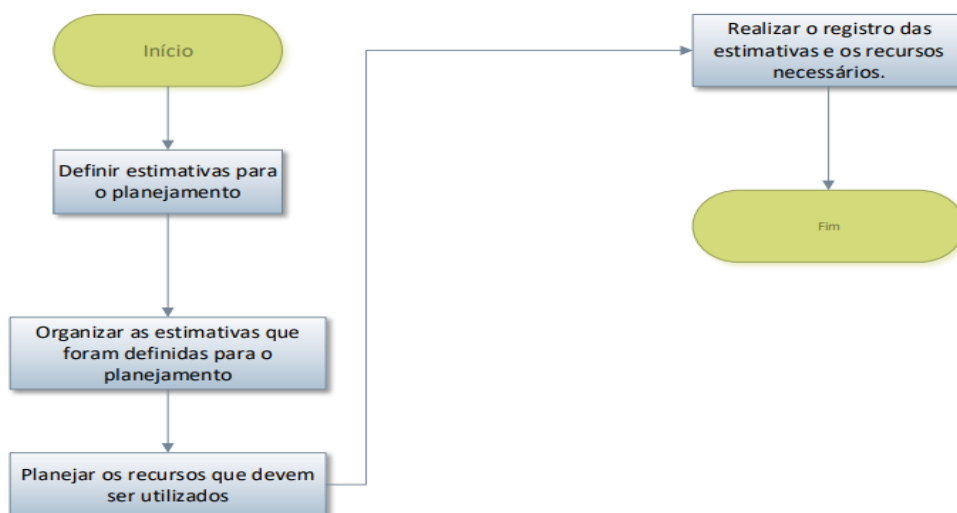 Início
Definir estimativas para
o planejamento
Organizar as estimativas que
foram definidas para o
planejamento
Planejar os recursos que devem
ser utilizados
Realizar o registro das
estimativas e os recursos
necessários.
Fim